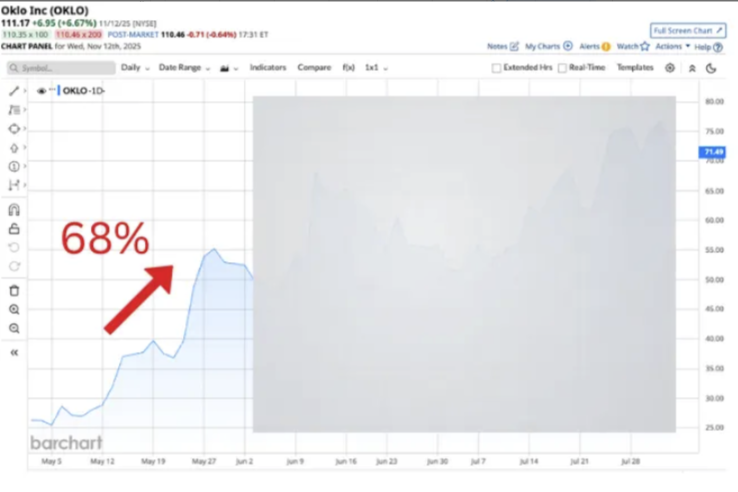 Oklo Inc (OKLO)
111.17 +6.95 (+6.67%) 11/12/25 [NYSE]
110.35 x 100 110.46 x 200 POST-MARKET 110.46 -0.71 (-0.64%) 17:31 ET
Full Screen Chart
CHART PANEL for Wed, Nov 12th, 2025
Notes My Charts Alerts Watch Actions Help
Symbol... Daily Date Range Indicators Compare f(x) 1x1 Extended Hrs Real-Time Templates
OKLO ·1D·
80.00
75.00
71.49
70.00
65.00
68%
60.00
55.00
50.00
45.00
40.00
35.00
30.00
25.00
barchart
May 5 May 12 May 19 May 27 Jun 2 Jun 9 Jun 16 Jun 23 Jun 30 Jul 7 Jul 14 Jul 21 Jul 28